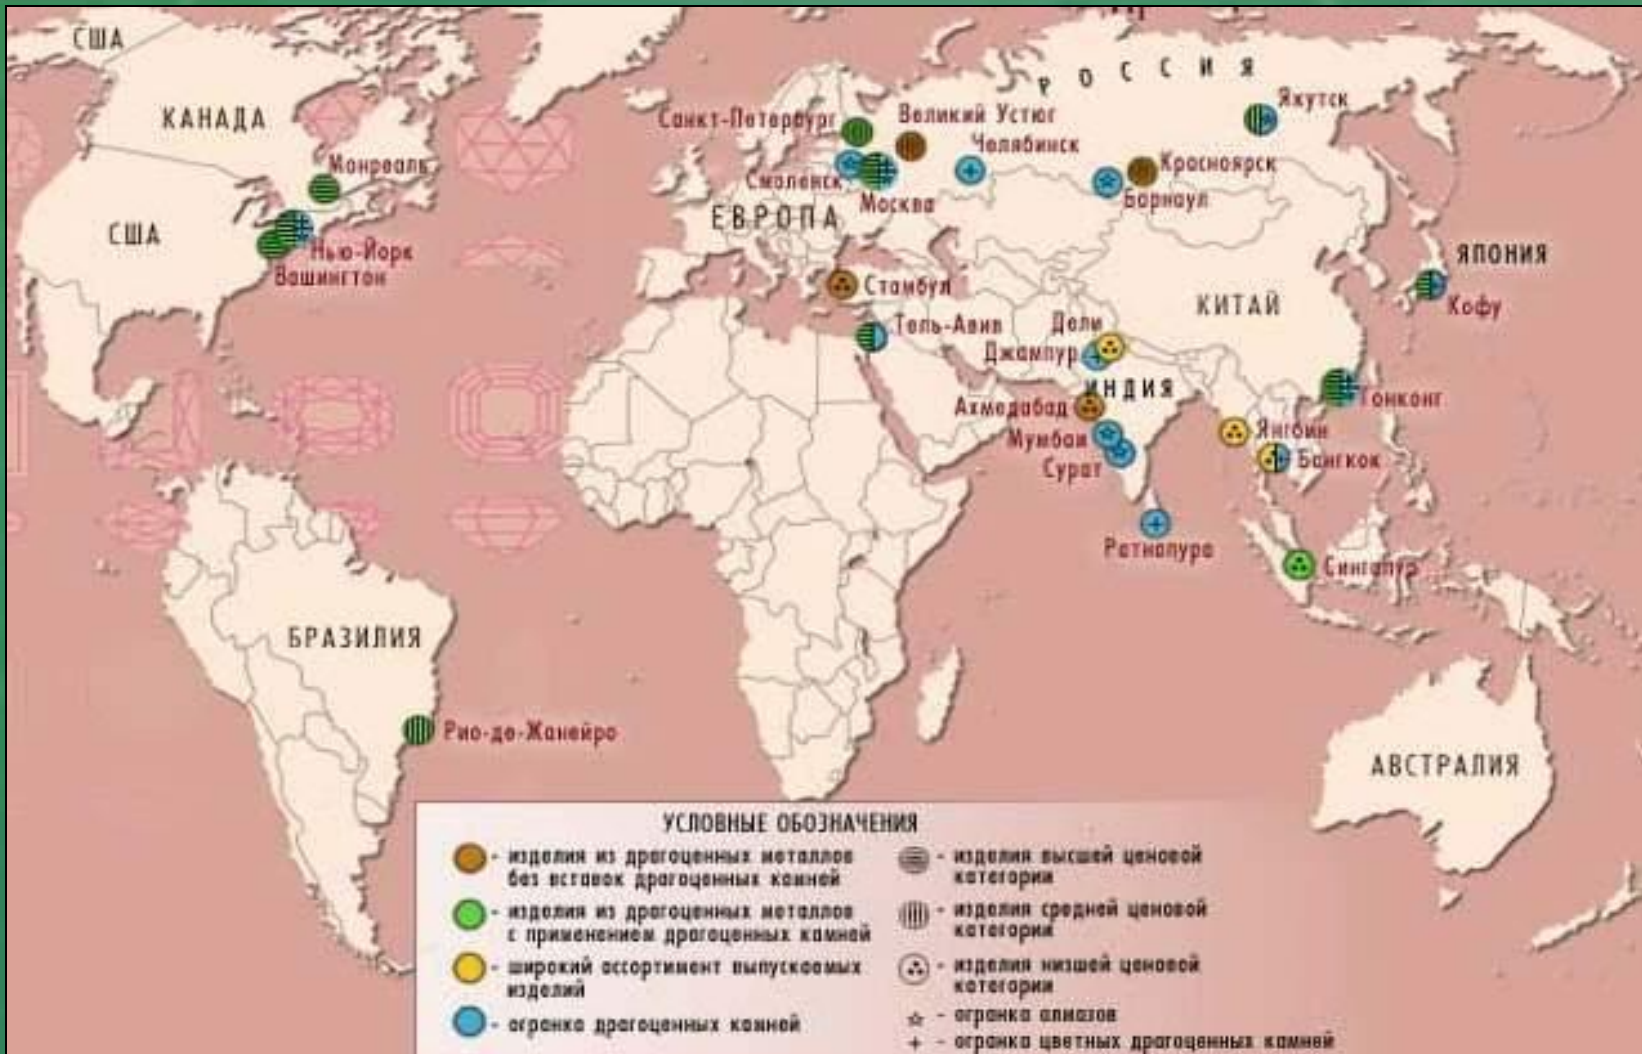 США
РОССИЯ
КАНАДА
Якутск
Санкт-Петербург
Великий Устюг
Челябинск
Монреаль
Красноярск
Смоленск
Барнаул
Москва
ЕВРОПА
США
Нью-Йорк
ЯПОНИЯ
Вашингтон
Стамбул
КИТАЙ
Кофу
Тель-Авив
Дели
Джампур
ИНДИЯ
Гонконг
Ахмедабад
Мумбаи
Янгбин
Бангкок
Сурат
Ратнапура
Сингапур
БРАЗИЛИЯ
Рио-де-Жанейро
АВСТРАЛИЯ
УСЛОВНЫЕ ОБОЗНАЧЕНИЯ
- изделия из драгоценных металлов
без вставок драгоценных камней
- изделия из драгоценных металлов
с применением драгоценных камней
- широкий ассортимент выпускаемых
изделий
- огранка драгоценных камней
- изделия высшей ценовой
категории
- изделия средней ценовой
категории
- изделия низшей ценовой
категории
- огранка алмазов
- огранка цветных драгоценных камней